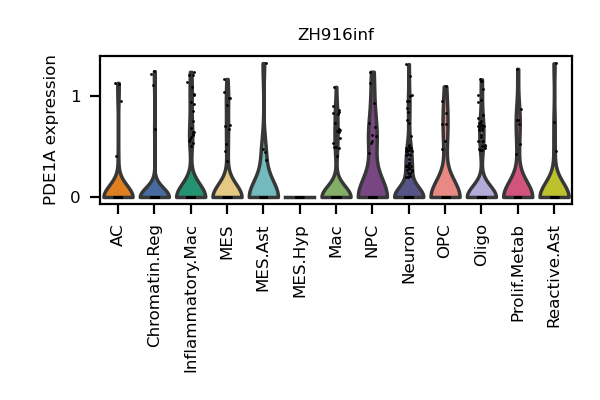 ZH916inf
PDE1A expression
1
0
AC
Chromatin.Reg
Inflammatory.Mac
MES
MES.Ast
MES.Hyp
Mac
NPC
Neuron
OPC
Oligo
Prolif.Metab
Reactive.Ast